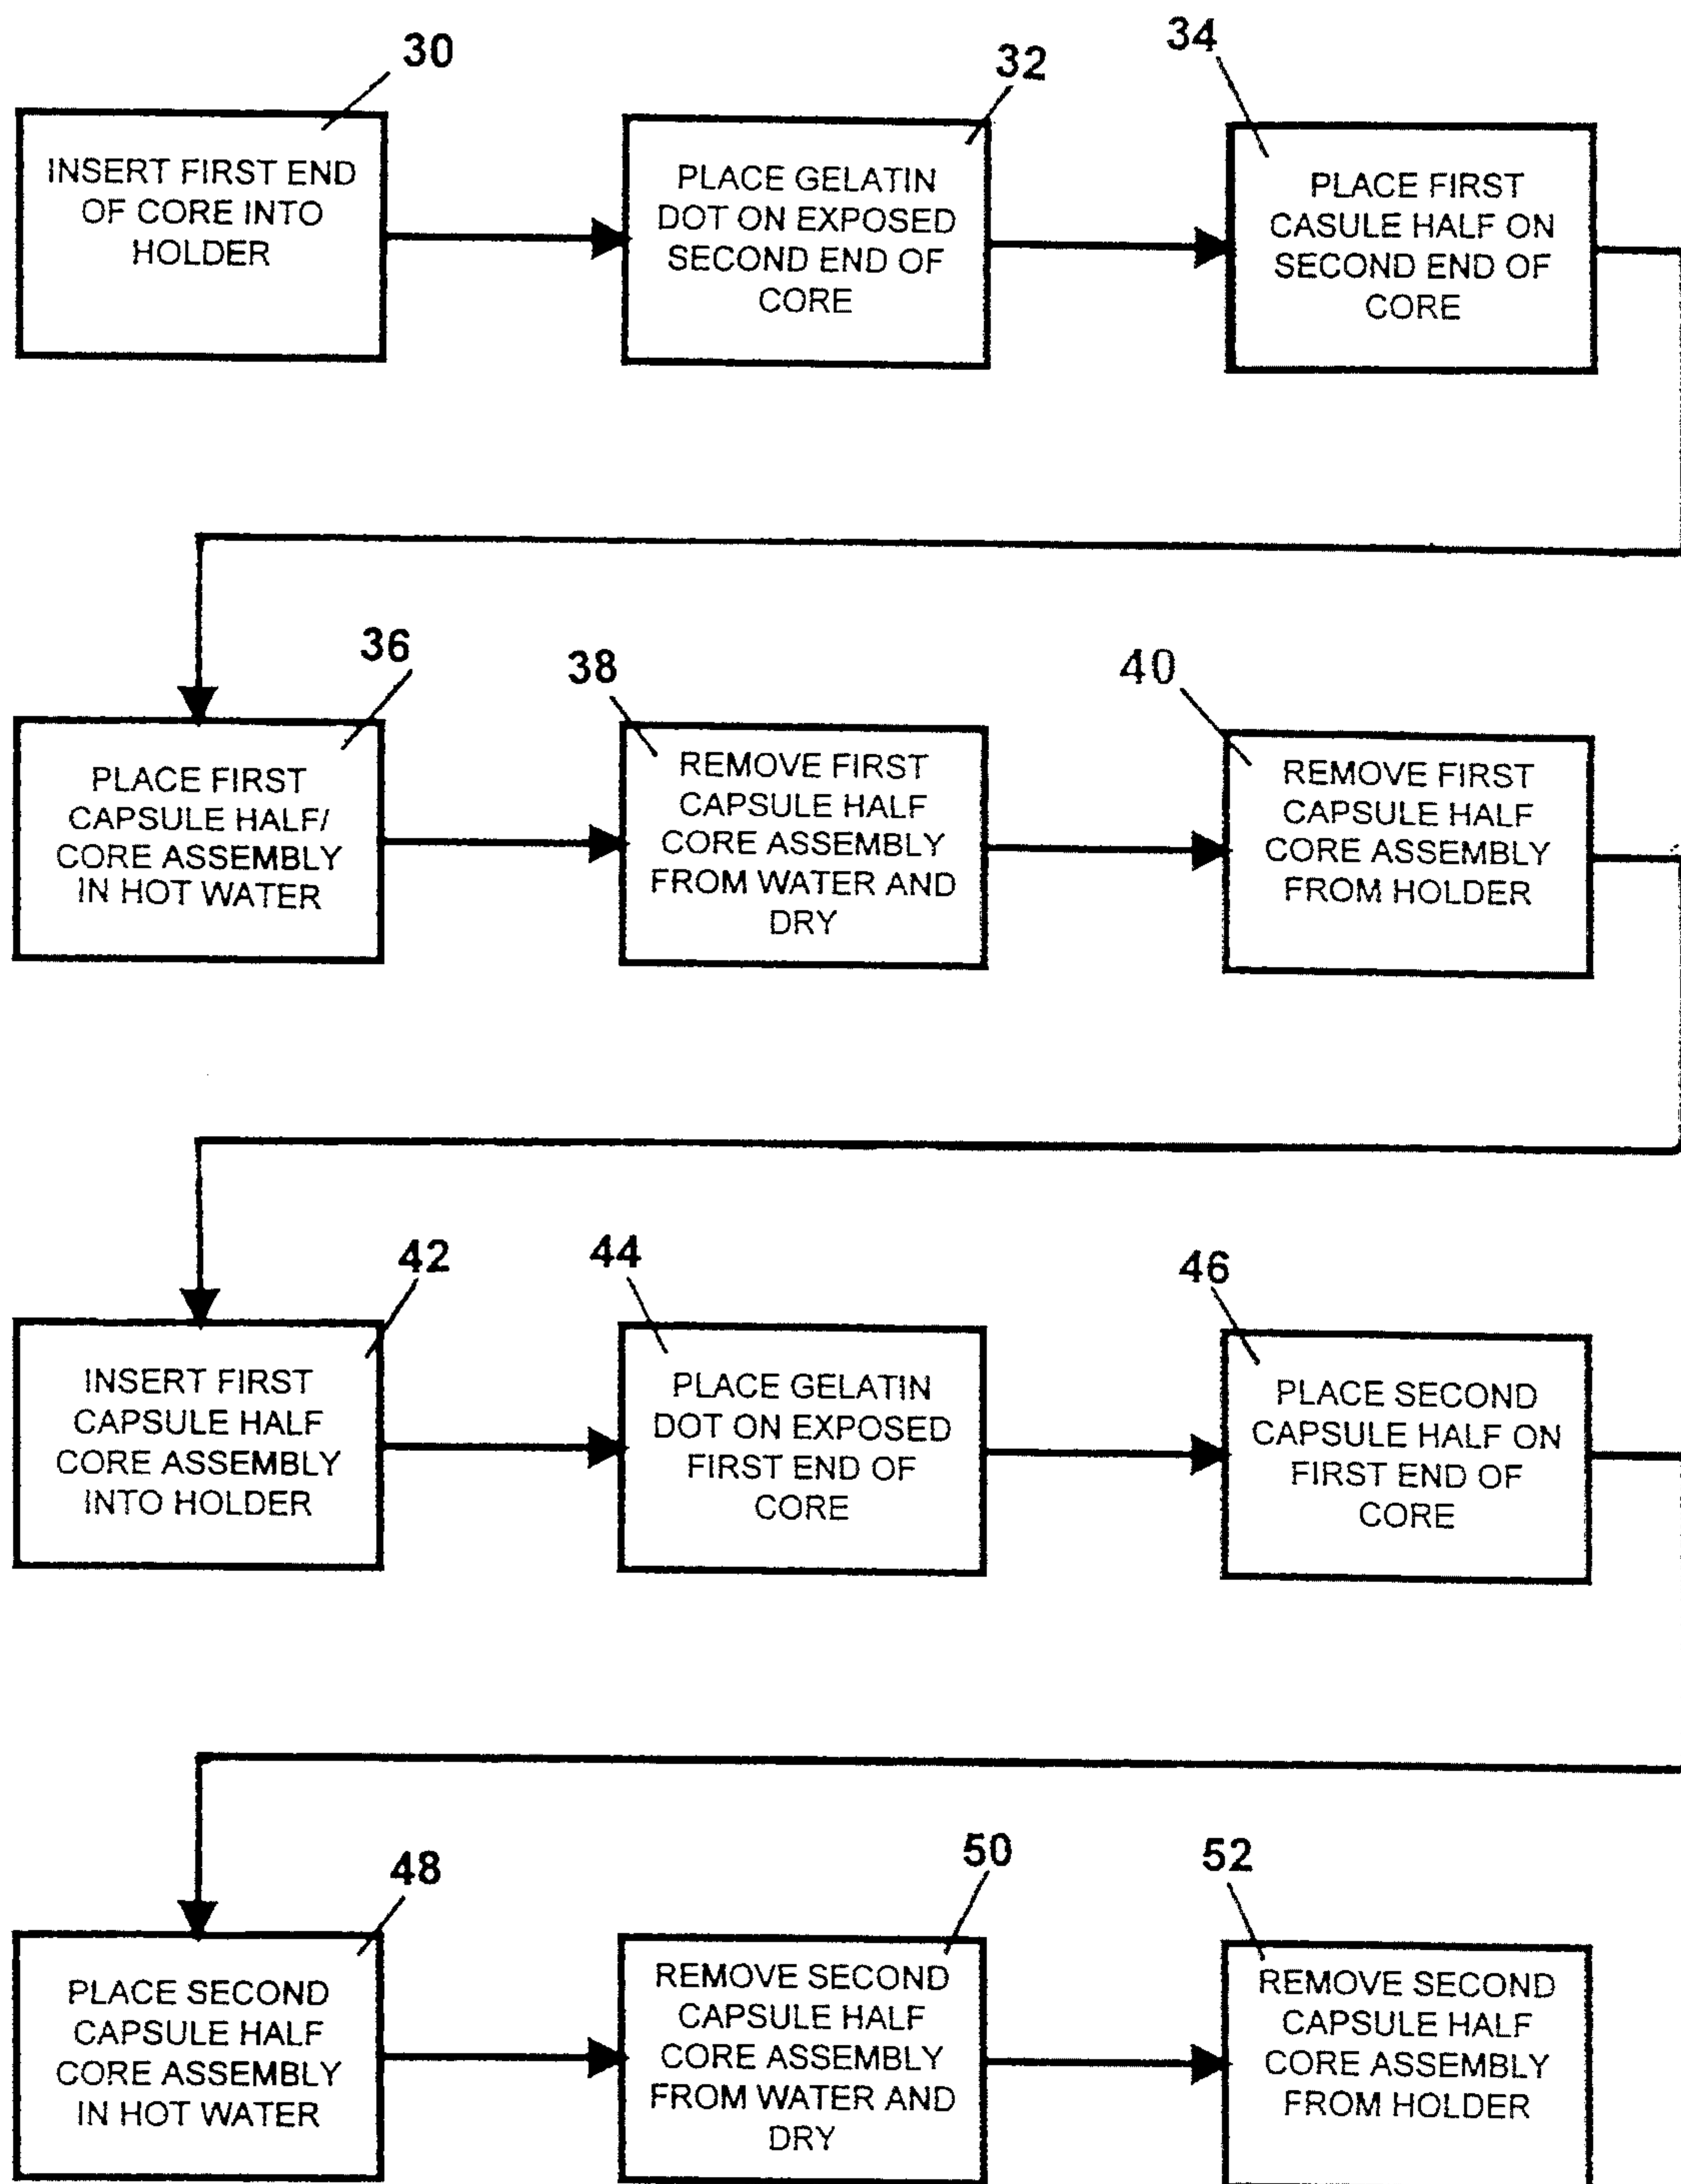 30
INSERT FIRST END
OF CORE INTO
HOLDER
32
PLACE GELATIN
DOT ON EXPOSED
SECOND END OF
CORE
34
PLACE FIRST
CASULE HALF ON
SECOND END OF
CORE
36
PLACE FIRST
CAPSULE HALF/
CORE ASSEMBLY
IN HOT WATER
38
REMOVE FIRST
CAPSULE HALF
CORE ASSEMBLY
FROM WATER AND
DRY
40
REMOVE FIRST
CAPSULE HALF
CORE ASSEMBLY
FROM HOLDER
42
INSERT FIRST
CAPSULE HALF
CORE ASSEMBLY
INTO HOLDER
44
PLACE GELATIN
DOT ON EXPOSED
FIRST END OF
CORE
46
PLACE SECOND
CAPSULE HALF ON
FIRST END OF
CORE
48
PLACE SECOND
CAPSULE HALF
CORE ASSEMBLY
IN HOT WATER
50
REMOVE SECOND
CAPSULE HALF
CORE ASSEMBLY
FROM WATER AND
DRY
52
REMOVE SECOND
CAPSULE HALF
CORE ASSEMBLY
FROM HOLDER